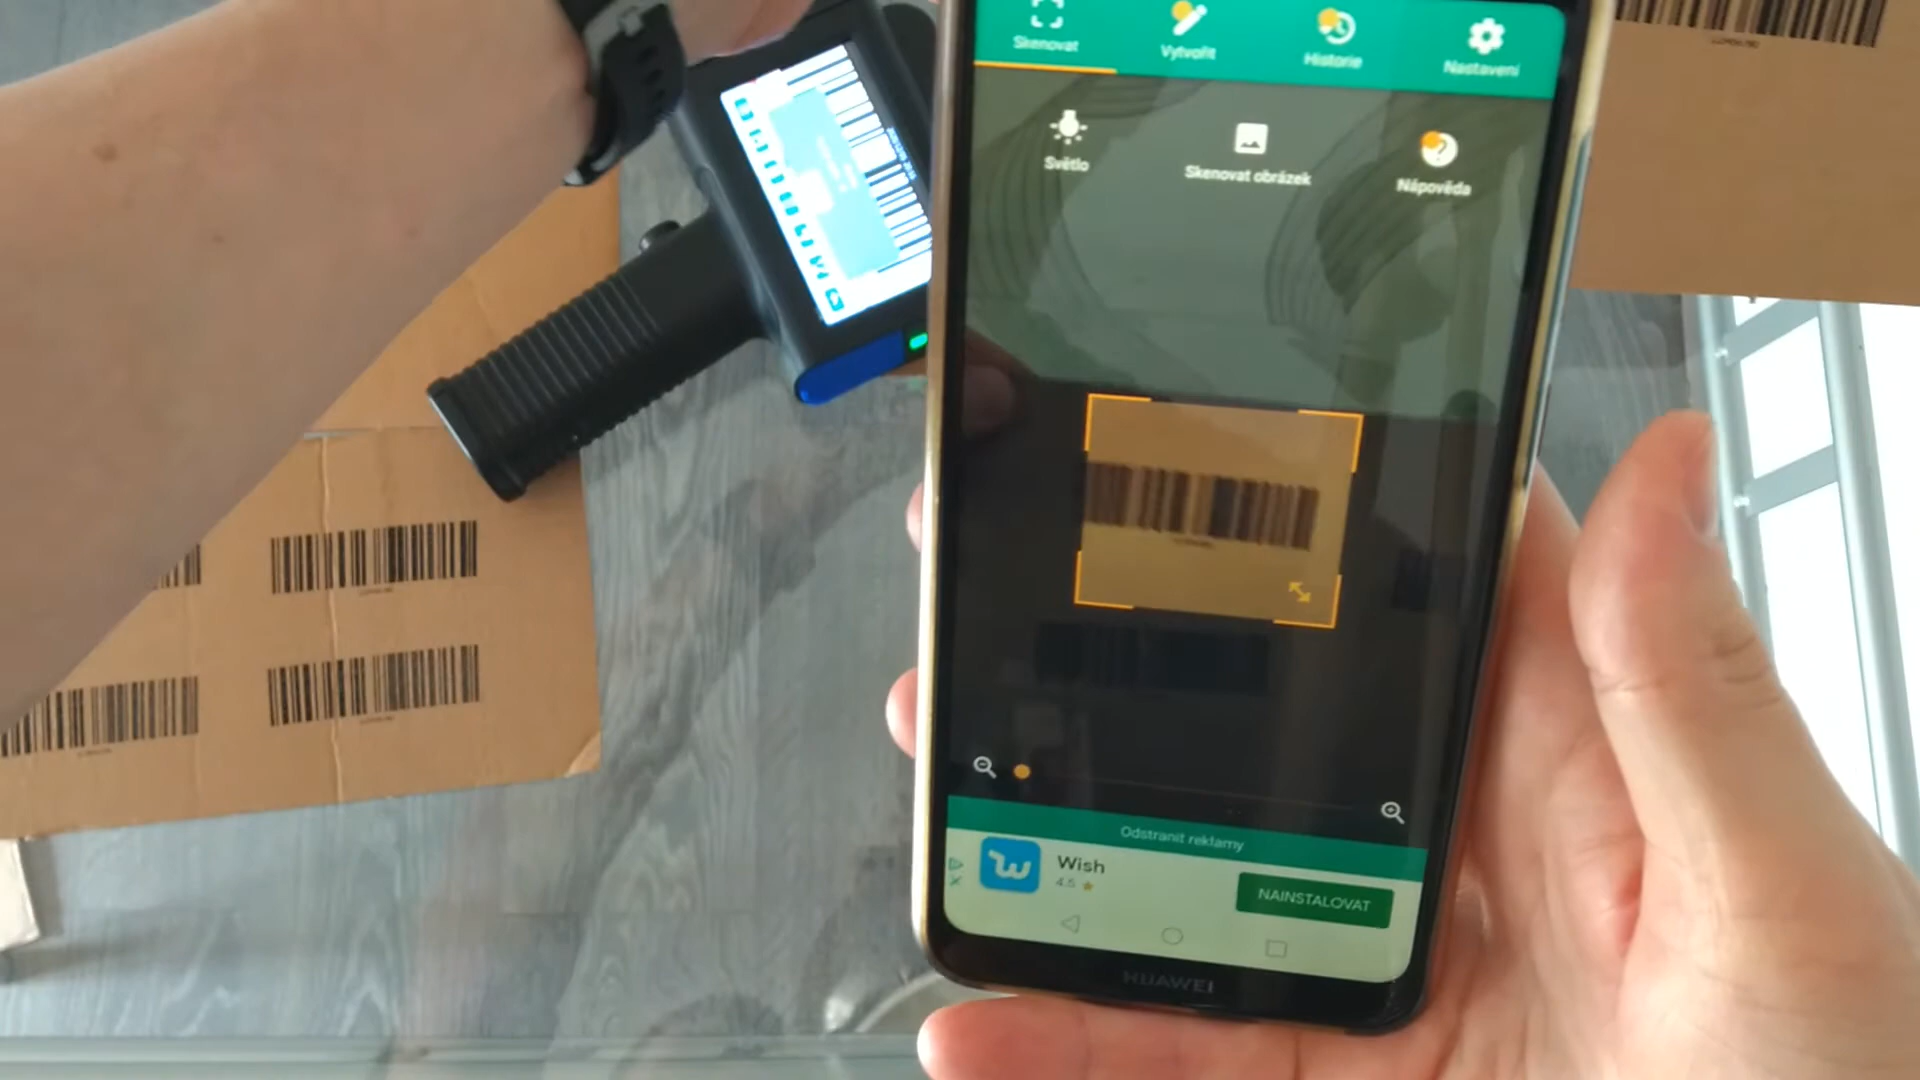 Skenovat
Vytvořit
Historie
Nastavení
Světlo
Skenovat obrázek
Nápověda
Odstranit reklamy
Wish
4.5
NAINSTALOVAT
HUAWEI